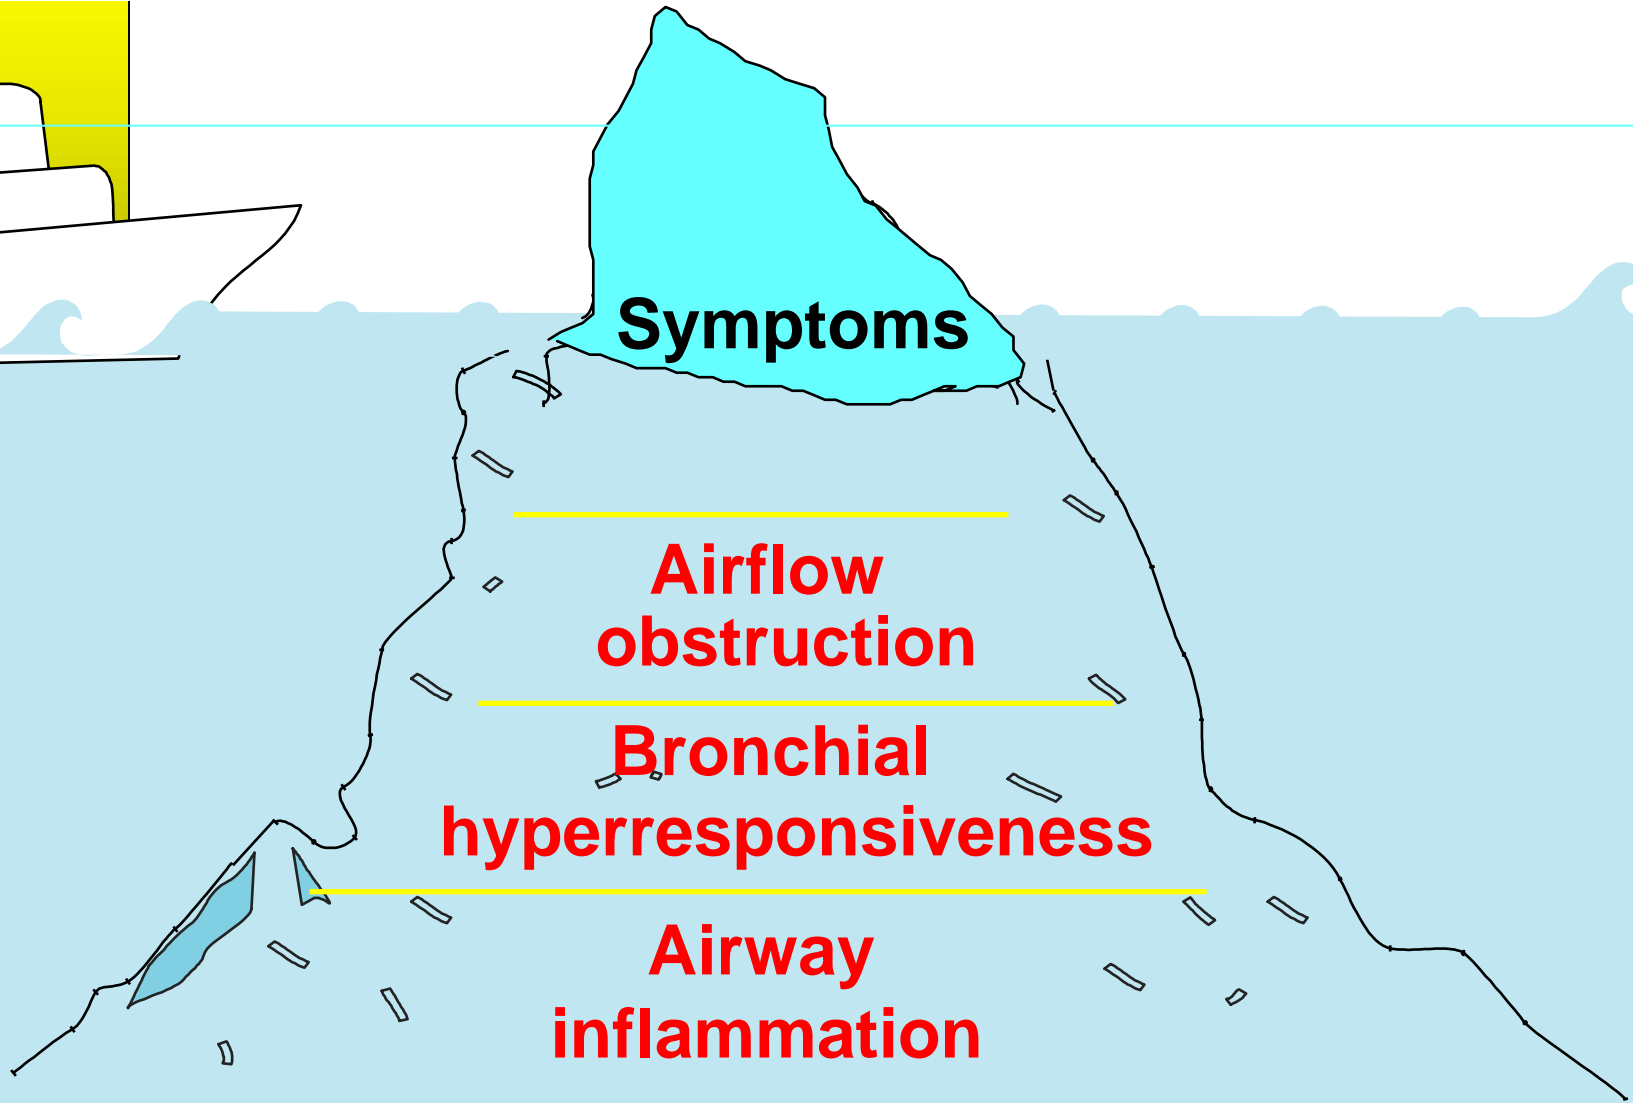 Symptoms
Airflow
obstruction
Bronchial
hyperresponsiveness
Airway
inflammation